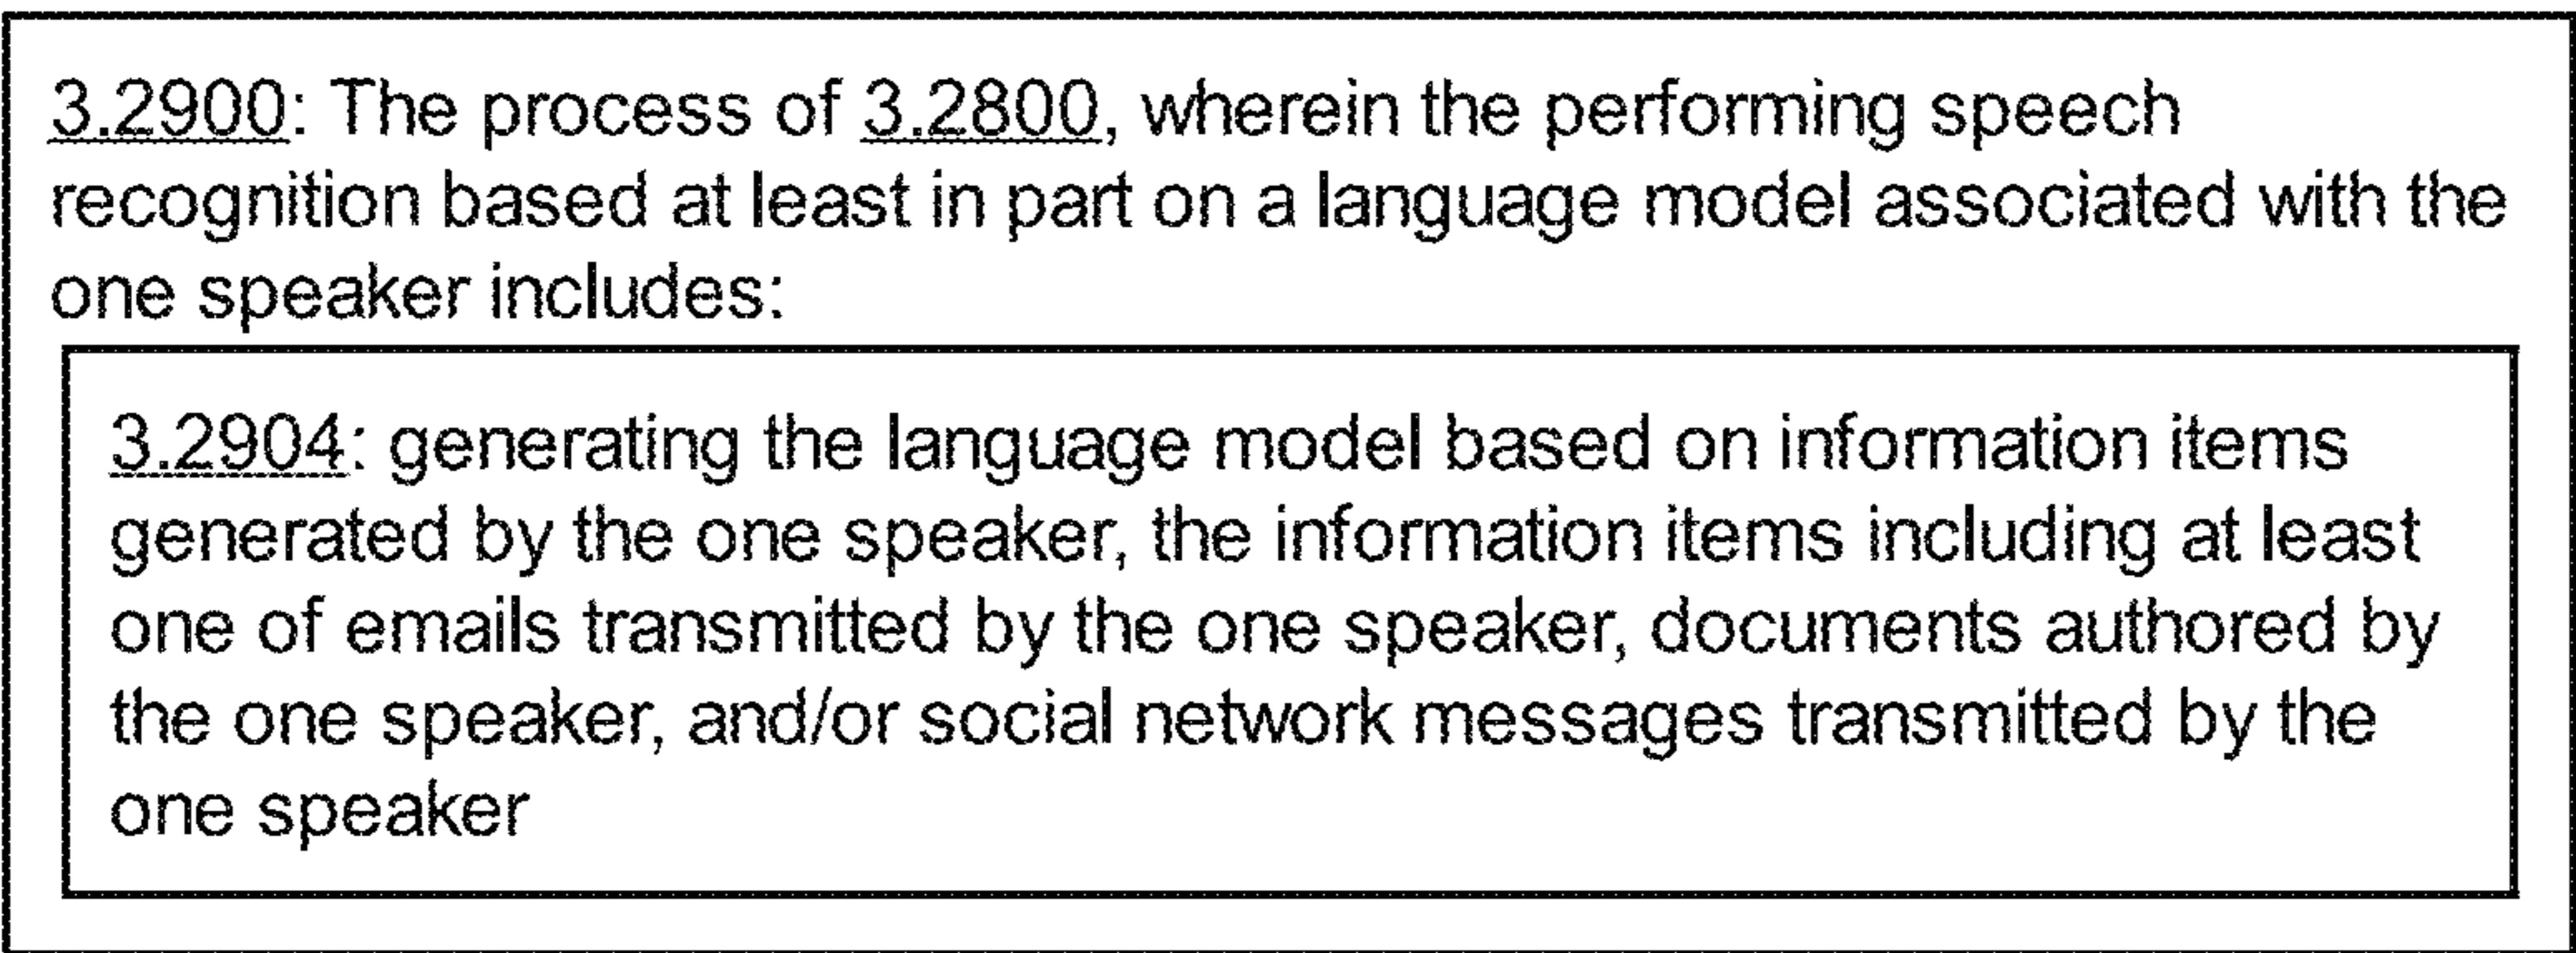 3.2900: The process of 3.2800, wherein the performing speech
recognition based at least in part on a language model associated with the
one speaker includes:
3.2904: generating the language model based on information items
generated by the one speaker, the information items including at least
one of emails transmitted by the one speaker, documents authored by
the one speaker, and/or social network messages transmitted by the
one speaker